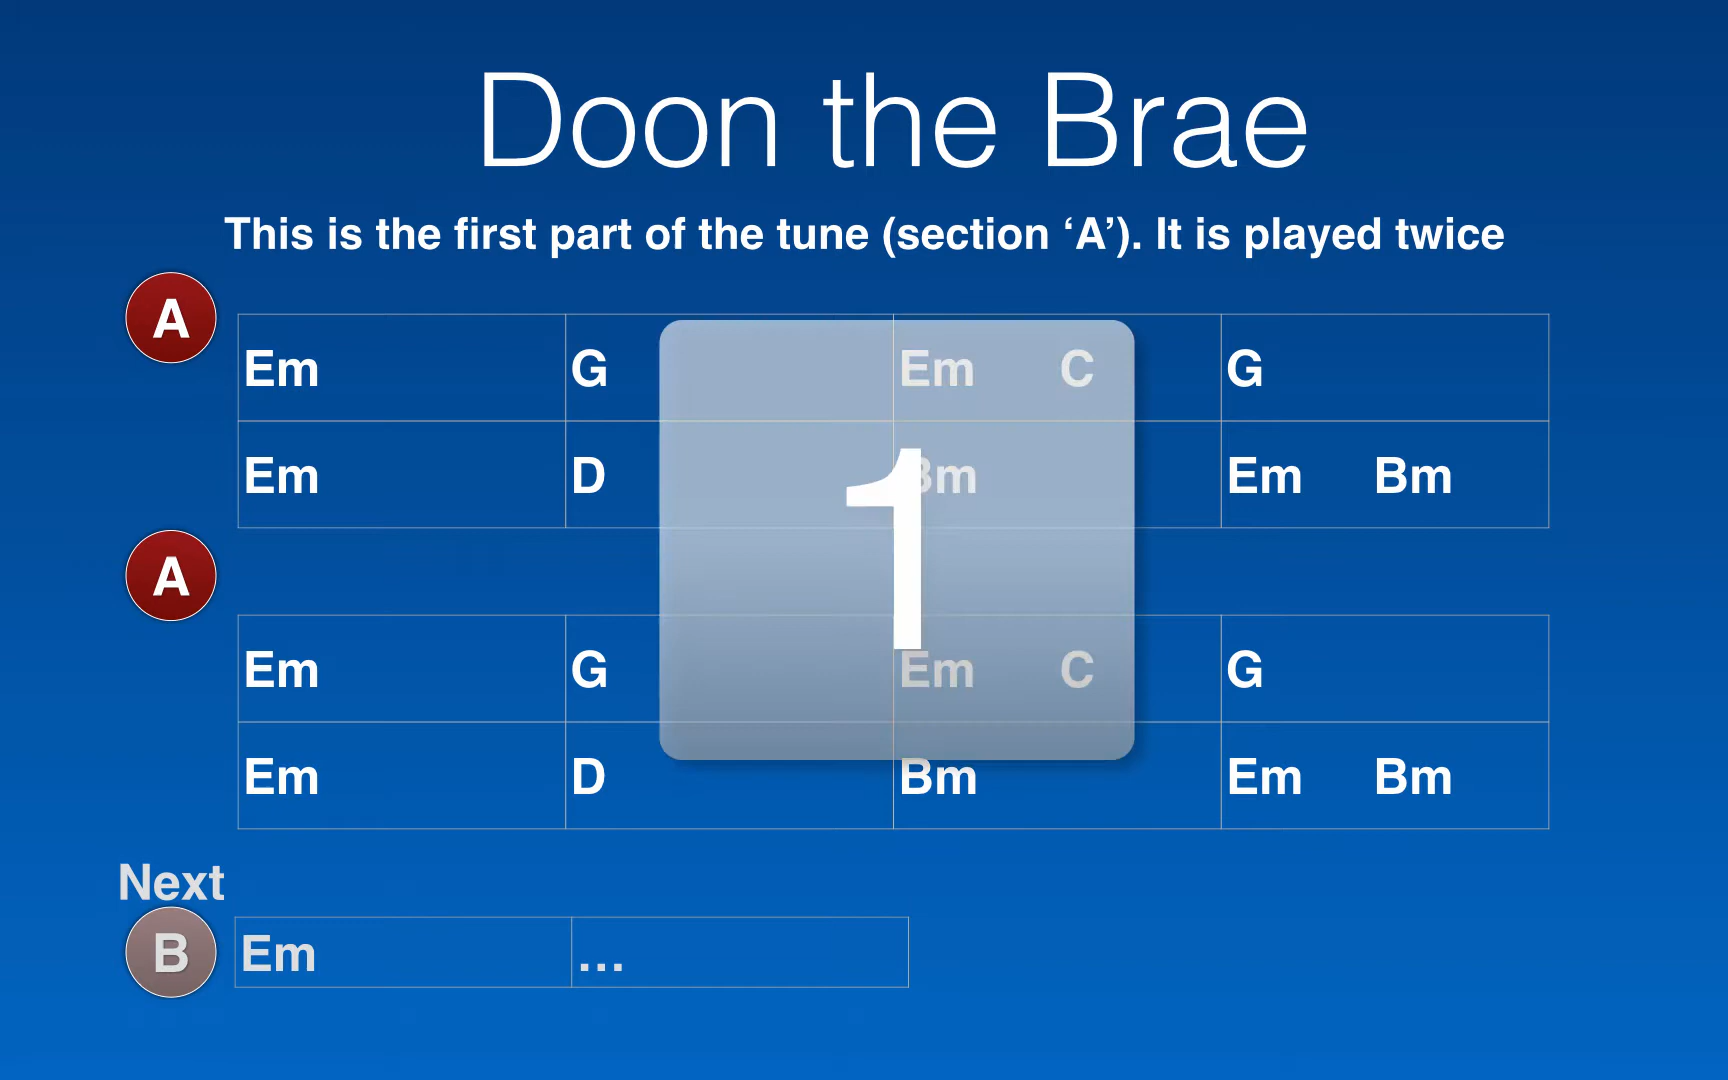 Doon the Brae
This is the first part of the tune (section ‘A’). It is played twice
A
Em G Em C G
Em D Bm Em Bm
1
A
Em G Em C G
Em D Bm Em Bm
Next
B Em ...